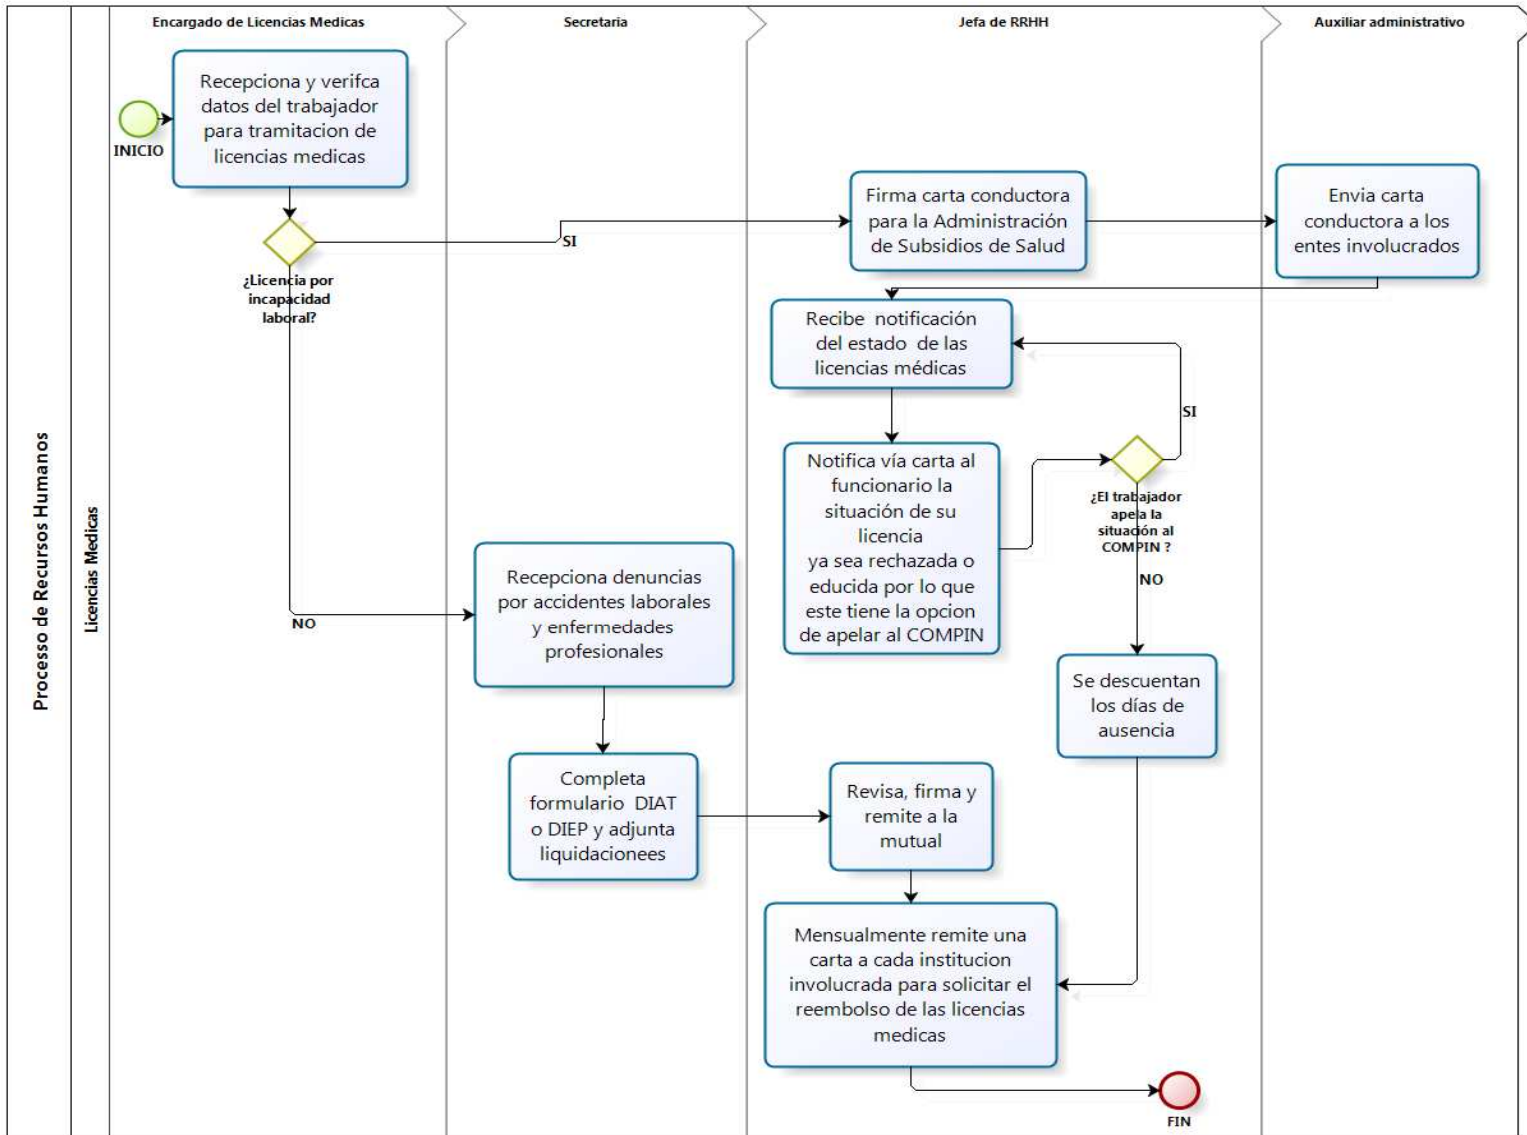 Encargado de Licencias Medicas
Secretaria
Jefa de RRHH
Auxiliar administrativo
Processo de Recursos Humanos
Licencias Medicas
INICIO
Recepciona y verifca
datos del trabajador
para tramitacion de
licencias medicas
¿Licencia por
incapacidad
laboral?
SI
Firma carta conductora
para la Administración
de Subsidios de Salud
Envia carta
conductora a los
entes involucrados
Recibe notificación
del estado de las
licencias médicas
Notifica vía carta al
funcionario la
situación de su
licencia
ya sea rechazada o
educida por lo que
este tiene la opcion
de apelar al COMPIN
SI
¿El trabajador
apela la
situación al
COMPIN ?
NO
NO
Recepciona denuncias
por accidentes laborales
y enfermedades
profesionales
Se descuentan
los días de
ausencia
Completa
formulario DIAT
o DIEP y adjunta
liquidacionees
Revisa, firma y
remite a la
mutual
Mensualmente remite una
carta a cada institucion
involucrada para solicitar el
reembolso de las licencias
medicas
FIN